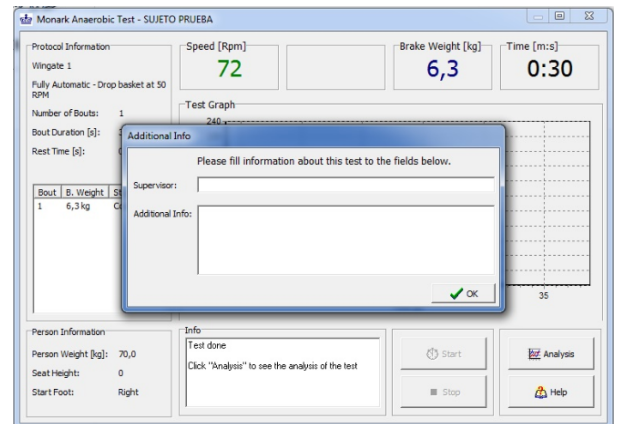 Monark Anaerobic Test - SUJETO PRUEBA
Protocol Information
Wingate 1
Fully Automatic - Drop basket at 50
RPM
Number of Bouts: 1
Bout Duration [s]:
Rest Time [s]:
Bout B. Weight
1 6,3 kg
Speed [Rpm]
72
Brake Weight [kg]
6,3
Time [m:s]
0:30
Test Graph
240
35
Additional Info
Please fill information about this test to the fields below.
Supervisor:
Additional Info:
OK
Person Information
Person Weight [kg]: 70,0
Seat Height: 0
Start Foot: Right
Info
Test done
Click "Analysis" to see the analysis of the test
Start
Analysis
Stop
Help